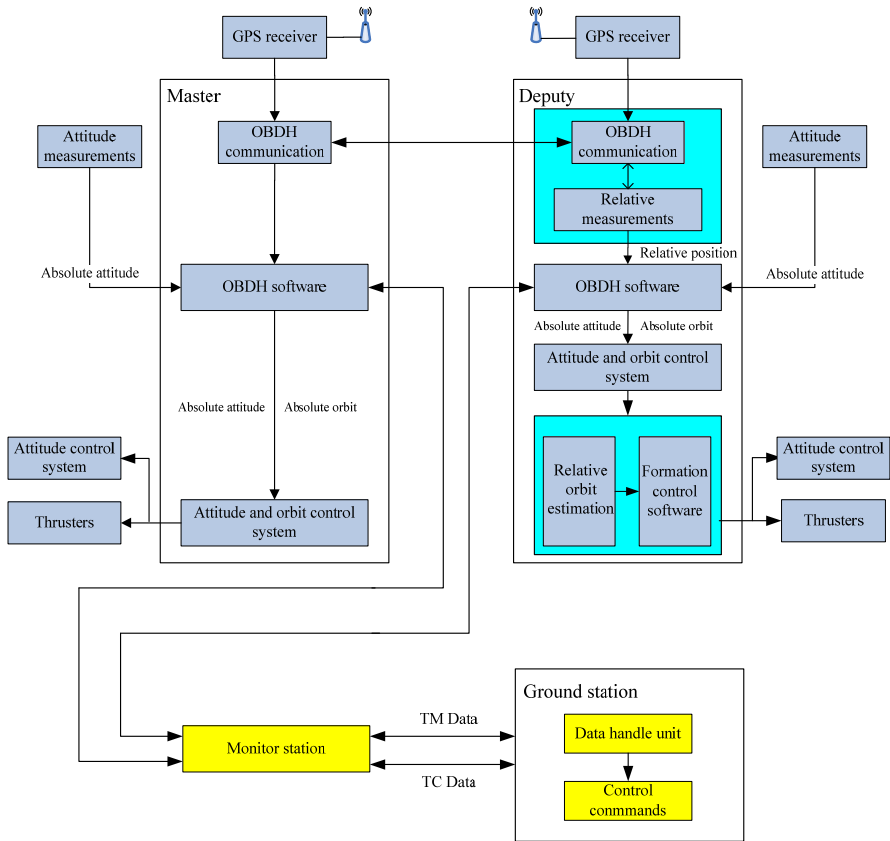 GPS receiver
GPS receiver
Master
Deputy
Attitude
measurements
OBDH
communication
OBDH
communication
Attitude
measurements
Relative
measurements
Relative position
Absolute attitude
OBDH software
OBDH software
Absolute attitude
Absolute attitude
Absolute orbit
Attitude and orbit control
system
Absolute attitude
Absolute orbit
Attitude control
system
Relative
orbit
estimation
Formation
control
software
Attitude control
system
Thrusters
Attitude and orbit control
system
Thrusters
Ground station
TM Data
Monitor station
Data handle unit
TC Data
Control
conmmands